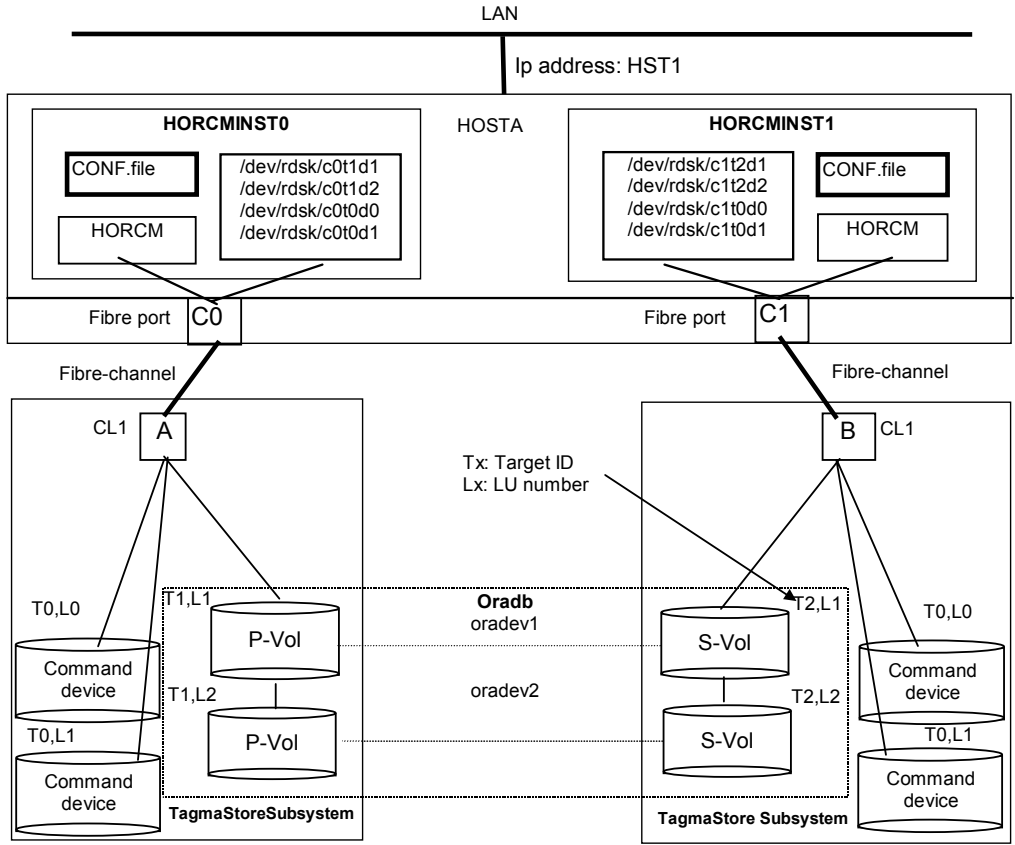 LAN
Ip address: HST1
HORCMINST0
HOSTA
HORCMINST1
CONF.file
/dev/rdsk/c0t1d1
/dev/rdsk/c0t1d2
/dev/rdsk/c0t0d0
/dev/rdsk/c0t0d1
HORCM
/dev/rdsk/c1t2d1
/dev/rdsk/c1t2d2
/dev/rdsk/c1t0d0
/dev/rdsk/c1t0d1
CONF.file
HORCM
Fibre port
C0
Fibre port
C1
Fibre-channel
Fibre-channel
CL1
A
B
CL1
Tx: Target ID
Lx: LU number
T0,L0
T1,L1
Oradb
oradev1
T2,L1
T0,L0
Command
device
P-Vol
S-Vol
Command
device
T1,L2
oradev2
T2,L2
T0,L1
P-Vol
S-Vol
T0,L1
Command
device
Command
device
TagmaStoreSubsystem
TagmaStore Subsystem